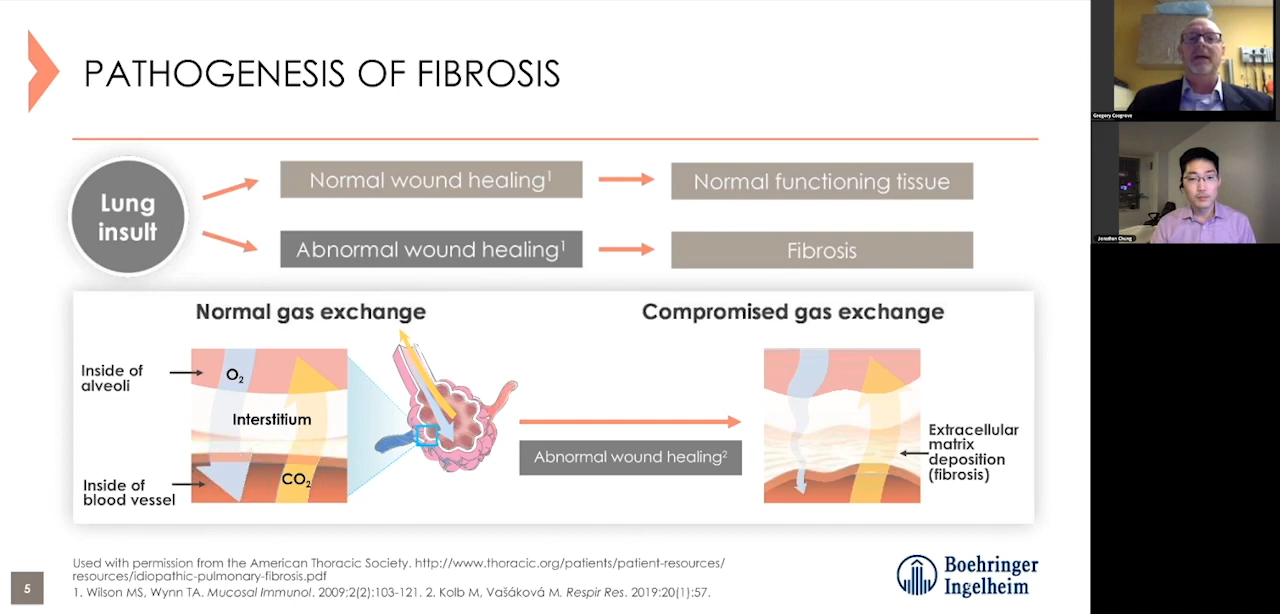 PATHOGENESIS OF FIBROSIS
Lung
insult
Normal wound healing¹
Normal functioning tissue
Abnormal wound healing¹
Fibrosis
Normal gas exchange
Compromised gas exchange
Inside of
alveoli
O₂
Interstitium
CO₂
Inside of
blood vessel
Abnormal wound healing²
Extracellular
matrix
deposition
(fibrosis)
Used with permission from the American Thoracic Society. http://www.thoracic.org/patients/patient-resources/
resources/idiopathic-pulmonary-fibrosis.pdf
1. Wilson MS, Wynn TA. Mucosal Immunol. 2009;2(2):103-121. 2. Kolb M, Vašáková M. Respir Res. 2019;20(1):57.
5
Boehringer
Ingelheim
Gregory Cosgrove
Jonathan Chung